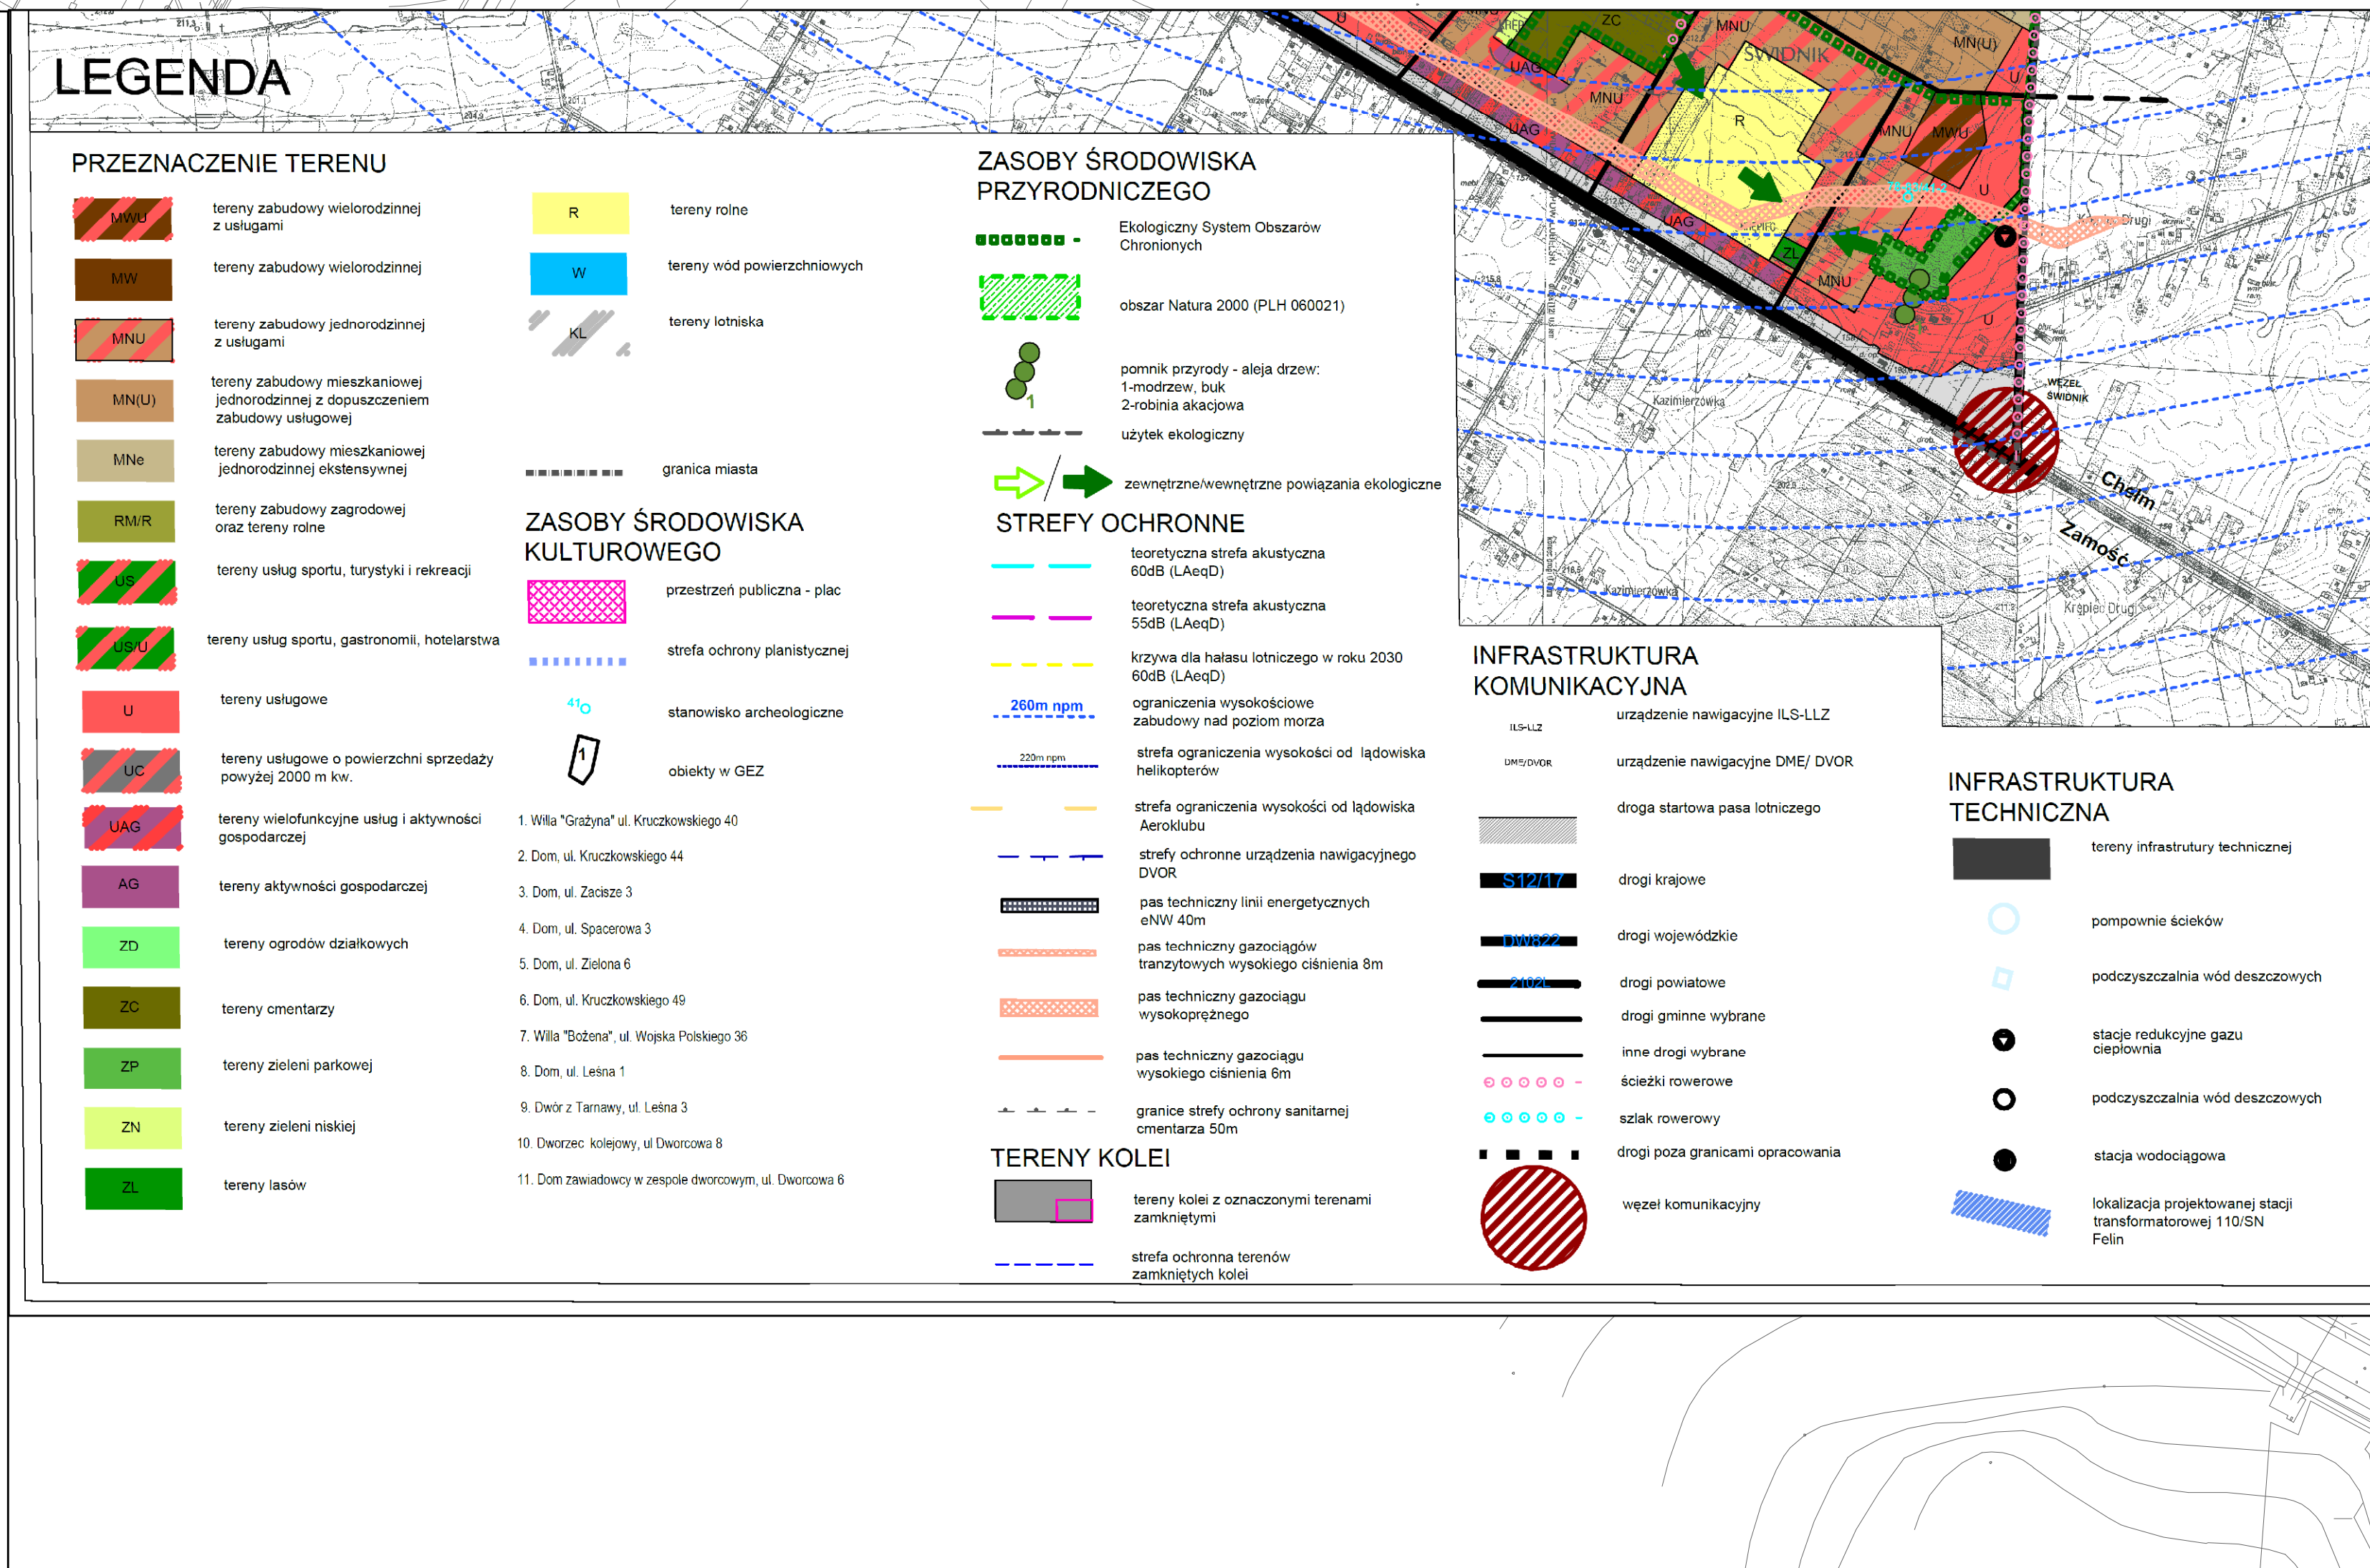 LEGENDA
PRZEZNACZENIE TERENU
MWU
tereny zabudowy wielorodzinnej
z usługami
MW
tereny zabudowy wielorodzinnej
MNU
tereny zabudowy jednorodzinnej
z usługami
MN(U)
tereny zabudowy mieszkaniowej
jednorodzinnej z dopuszczeniem
zabudowy usługowej
MNe
tereny zabudowy mieszkaniowej
jednorodzinnej ekstensywnej
RM/R
tereny zabudowy zagrodowej
oraz tereny rolne
US
tereny usług sportu, turystyki i rekreacji
US/U
tereny usług sportu, gastronomii, hotelarstwa
U
tereny usługowe
UC
tereny usługowe o powierzchni sprzedaży
powyżej 2000 m kw.
UAG
tereny wielofunkcyjne usług i aktywności
gospodarczej
AG
tereny aktywności gospodarczej
ZD
tereny ogrodów działkowych
ZC
tereny cmentarzy
ZP
tereny zieleni parkowej
ZN
tereny zieleni niskiej
ZL
tereny lasów
R
tereny rolne
W
tereny wód powierzchniowych
KL
tereny lotniska
granica miasta
ZASOBY ŚRODOWISKA
KULTUROWEGO
przestrzeń publiczna - plac
strefa ochrony planistycznej
41
stanowisko archeologiczne
1
obiekty w GEZ
1. Willa "Grażyna" ul. Kruczkowskiego 40
2. Dom, ul. Kruczkowskiego 44
3. Dom, ul. Zacisze 3
4. Dom, ul. Spacerowa 3
5. Dom, ul. Zielona 6
6. Dom, ul. Kruczkowskiego 49
7. Willa "Bożena", ul. Wojska Polskiego 36
8. Dom, ul. Leśna 1
9. Dwór z Tarnawy, ul. Leśna 3
10. Dworzec kolejowy, ul Dworcowa 8
11. Dom zawiadowcy w zespole dworcowym, ul. Dworcowa 6
ZASOBY ŚRODOWISKA
PRZYRODNICZEGO
Ekologiczny System Obszarów
Chronionych
obszar Natura 2000 (PLH 060021)
1
pomnik przyrody - aleja drzew:
1-modrzew, buk
2-robinia akacjowa
użytek ekologiczny
zewnętrzne/wewnętrzne powiązania ekologiczne
STREFY OCHRONNE
teoretyczna strefa akustyczna
60dB (LAeqD)
teoretyczna strefa akustyczna
55dB (LAeqD)
krzywa dla hałasu lotniczego w roku 2030
60dB (LAeqD)
260m npm
ograniczenia wysokościowe
zabudowy nad poziom morza
220m npm
strefa ograniczenia wysokości od lądowiska
helikopterów
strefa ograniczenia wysokości od lądowiska
Aeroklubu
strefy ochronne urządzenia nawigacyjnego
DVOR
pas techniczny linii energetycznych
eNW 40m
pas techniczny gazociągów
tranzytowych wysokiego ciśnienia 8m
pas techniczny gazociągu
wysokoprężnego
pas techniczny gazociągu
wysokiego ciśnienia 6m
granice strefy ochrony sanitarnej
cmentarza 50m
TERENY KOLEI
tereny kolei z oznaczonymi terenami
zamkniętymi
strefa ochronna terenów
zamkniętych kolei
INFRASTRUKTURA
KOMUNIKACYJNA
ILS-LLZ
urządzenie nawigacyjne ILS-LLZ
DME/DVOR
urządzenie nawigacyjne DME/ DVOR
droga startowa pasa lotniczego
S12/17
drogi krajowe
DW822
drogi wojewódzkie
2102L
drogi powiatowe
drogi gminne wybrane
inne drogi wybrane
ścieżki rowerowe
szlak rowerowy
drogi poza granicami opracowania
węzeł komunikacyjny
INFRASTRUKTURA
TECHNICZNA
tereny infrastrutury technicznej
pompownie ścieków
podczyszczalnia wód deszczowych
stacje redukcyjne gazu
ciepłownia
podczyszczalnia wód deszczowych
stacja wodociągowa
lokalizacja projektowanej stacji
transformatorowej 110/SN
Felin
U
ZC
MNU
ŚWIDNIK
MN(U)
U
UAG
MNU
R
MNU
MWU
UAG
U
UAG
ZL
MNU
U
WĘZEŁ
ŚWIDNIK
Kazimierzówka
Chełm
Zamość
Kazimierzówka
Krępiec Drugi